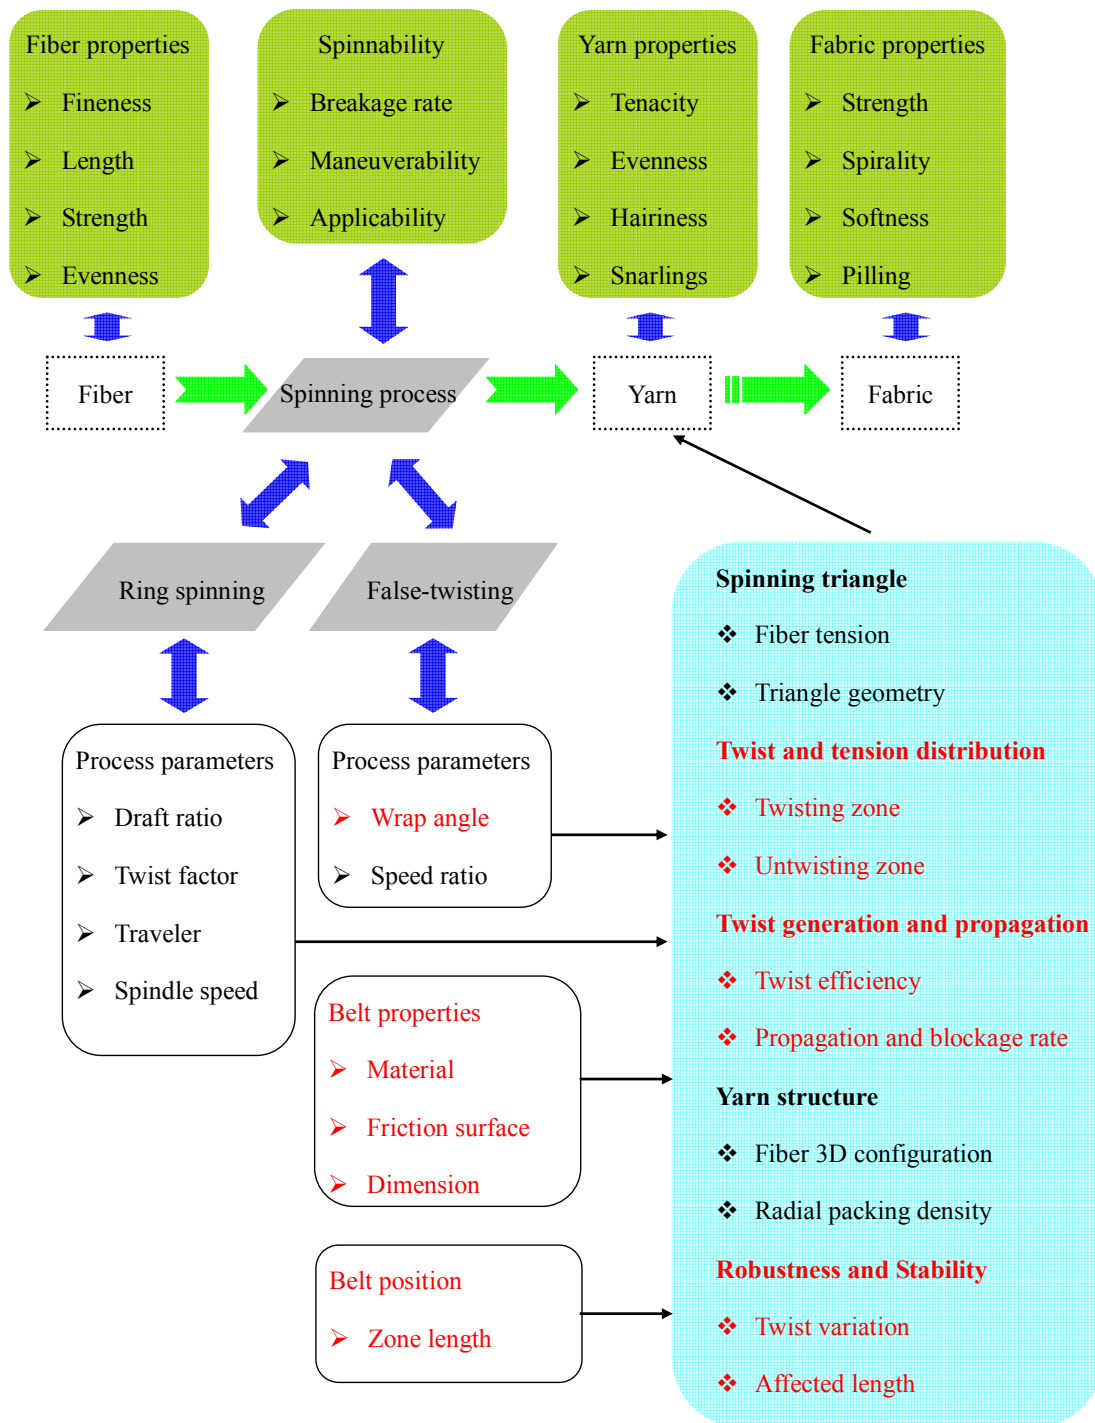 Fiber properties
➢ Fineness
➢ Length
➢ Strength
➢ Evenness
Spinnability
➢ Breakage rate
➢ Maneuverability
➢ Applicability
Yarn properties
➢ Tenacity
➢ Evenness
➢ Hairiness
➢ Snarlings
Fabric properties
➢ Strength
➢ Spirality
➢ Softness
➢ Pilling
Fiber
Spinning process
Yarn
Fabric
Ring spinning
False-twisting
Process parameters
➢ Draft ratio
➢ Twist factor
➢ Traveler
➢ Spindle speed
Process parameters
➢ Wrap angle
➢ Speed ratio
Belt properties
➢ Material
➢ Friction surface
➢ Dimension
Belt position
➢ Zone length
Spinning triangle
❖ Fiber tension
❖ Triangle geometry
Twist and tension distribution
❖ Twisting zone
❖ Untwisting zone
Twist generation and propagation
❖ Twist efficiency
❖ Propagation and blockage rate
Yarn structure
❖ Fiber 3D configuration
❖ Radial packing density
Robustness and Stability
❖ Twist variation
❖ Affected length